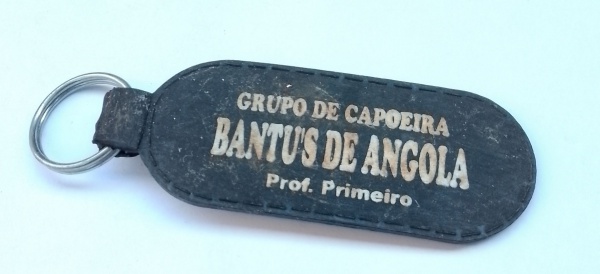 GRUPO DE CAPOEIRA
BANTU'S DE ANGOLA
Prof. Primeiro